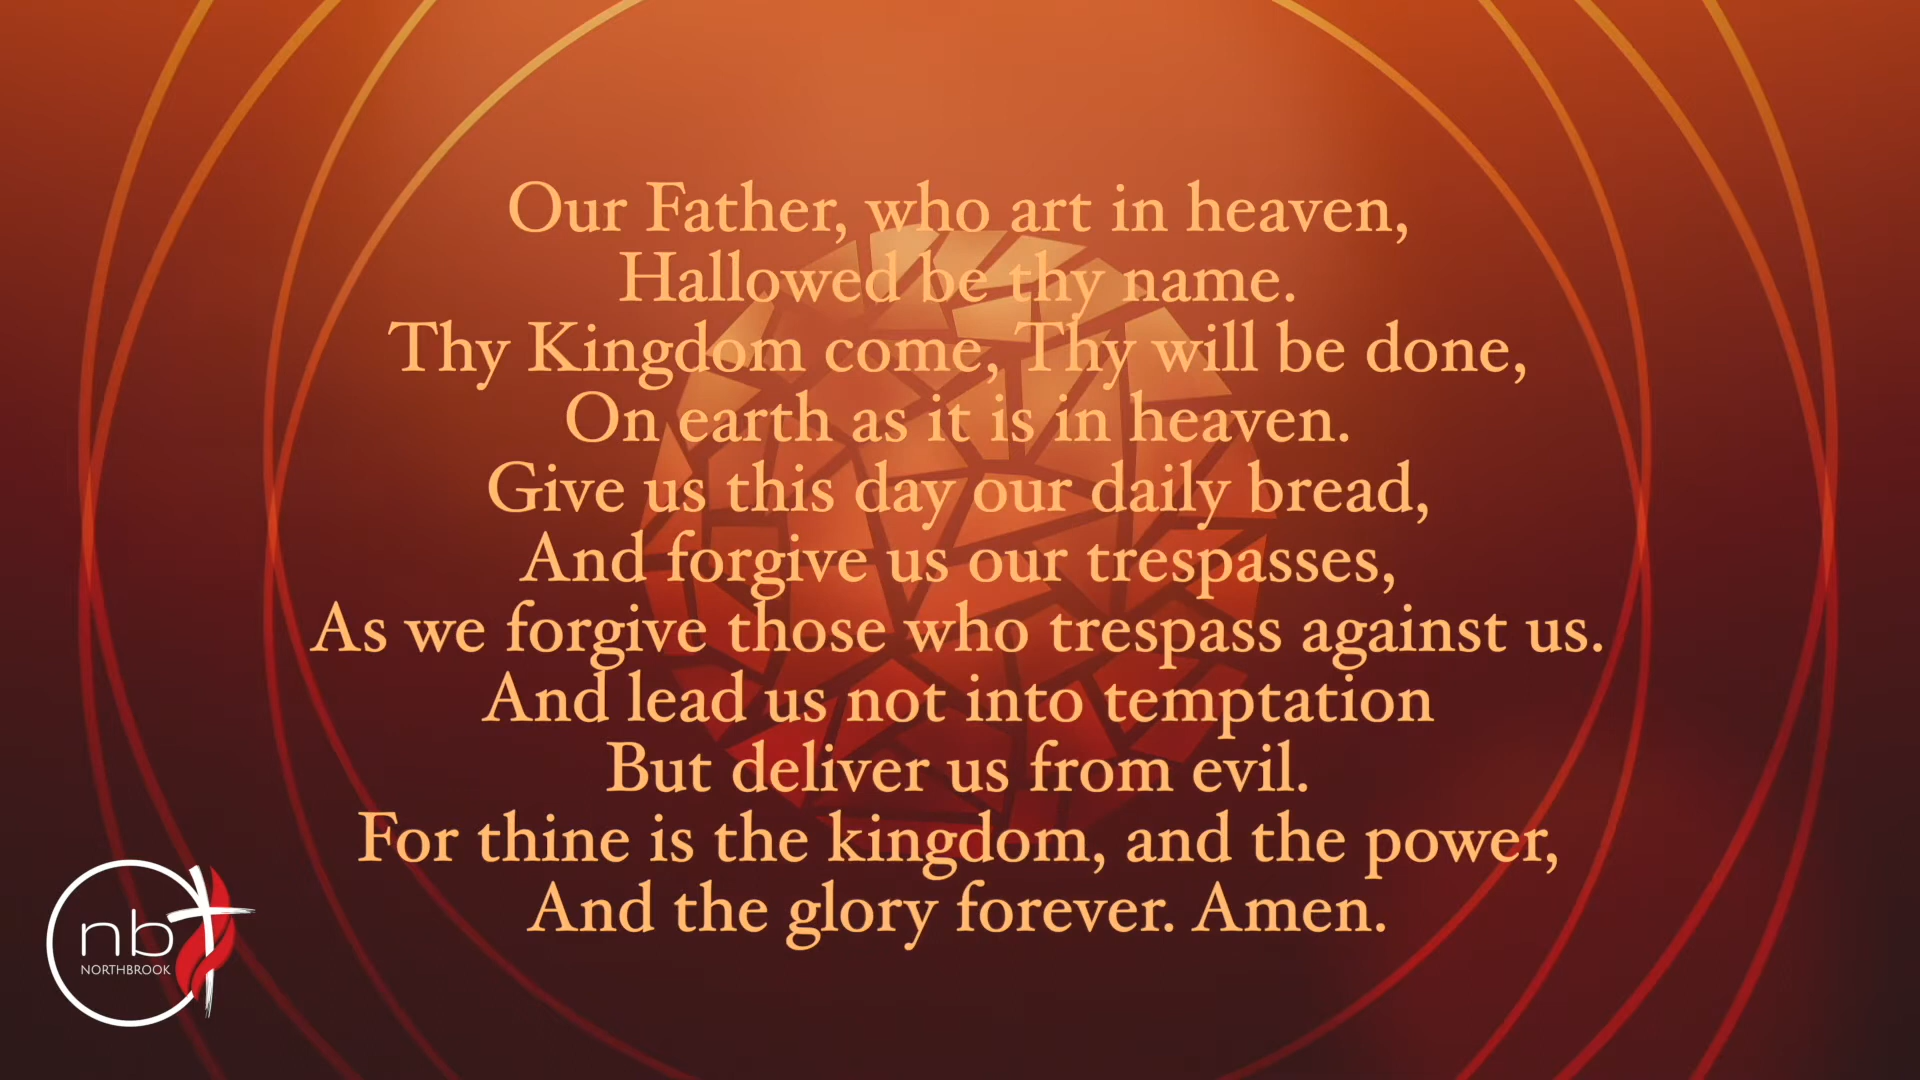 Our Father, who art in heaven,
Hallowed be thy name.
Thy Kingdom come, Thy will be done,
On earth as it is in heaven.
Give us this day our daily bread,
And forgive us our trespasses,
As we forgive those who trespass against us.
And lead us not into temptation
But deliver us from evil.
For thine is the kingdom, and the power,
And the glory forever. Amen.
nb
NORTHBROOK